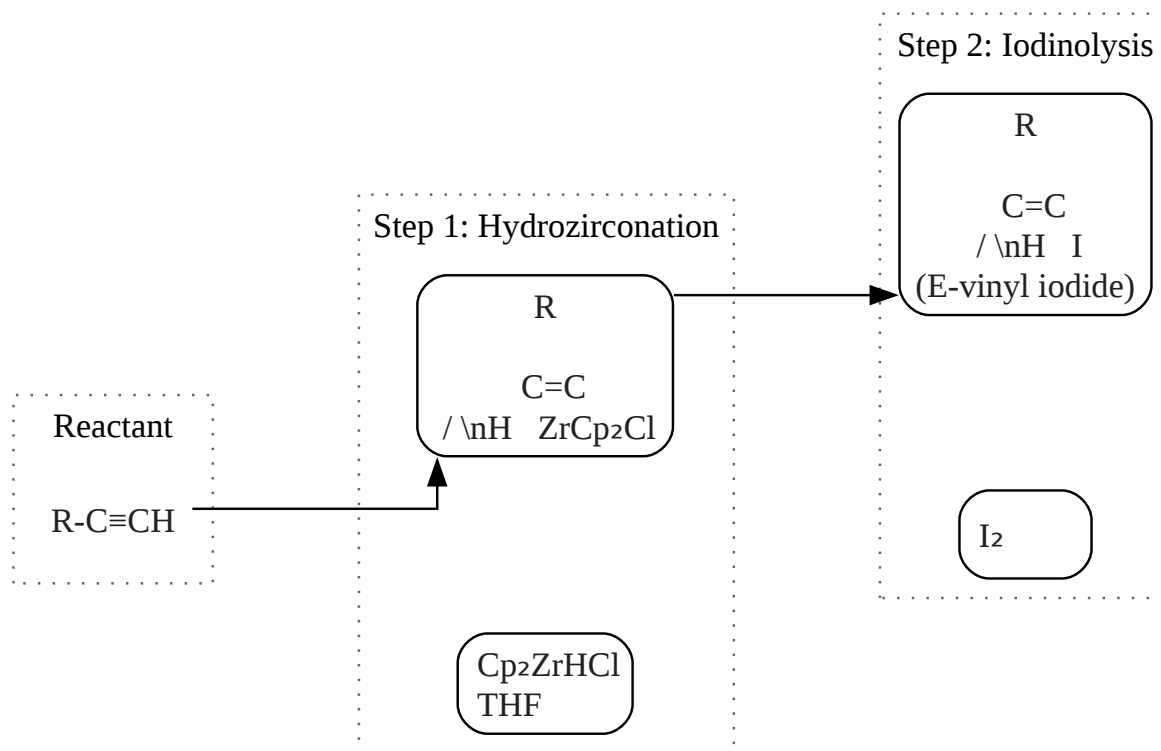 Reactant
R-C≡CH
Step 1: Hydrozirconation
R
C=C
/ \nH ZrCp₂Cl
Cp₂ZrHCl
THF
Step 2: Iodinolysis
R
C=C
/ \nH I
(E-vinyl iodide)
I₂